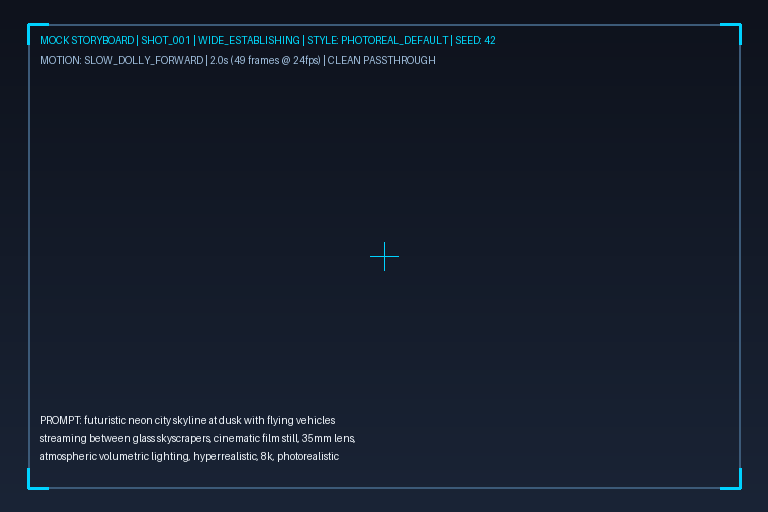 MOCK STORYBOARD | SHOT_001 | WIDE_ESTABLISHING | STYLE: PHOTOREAL_DEFAULT | SEED: 42
MOTION: SLOW_DOLLY_FORWARD | 2.0s (49 frames @ 24fps) | CLEAN PASSTHROUGH
PROMPT: futuristic neon city skyline at dusk with flying vehicles
streaming between glass skyscrapers, cinematic film still, 35mm lens,
atmospheric volumetric lighting, hyperrealistic, 8k, photorealistic